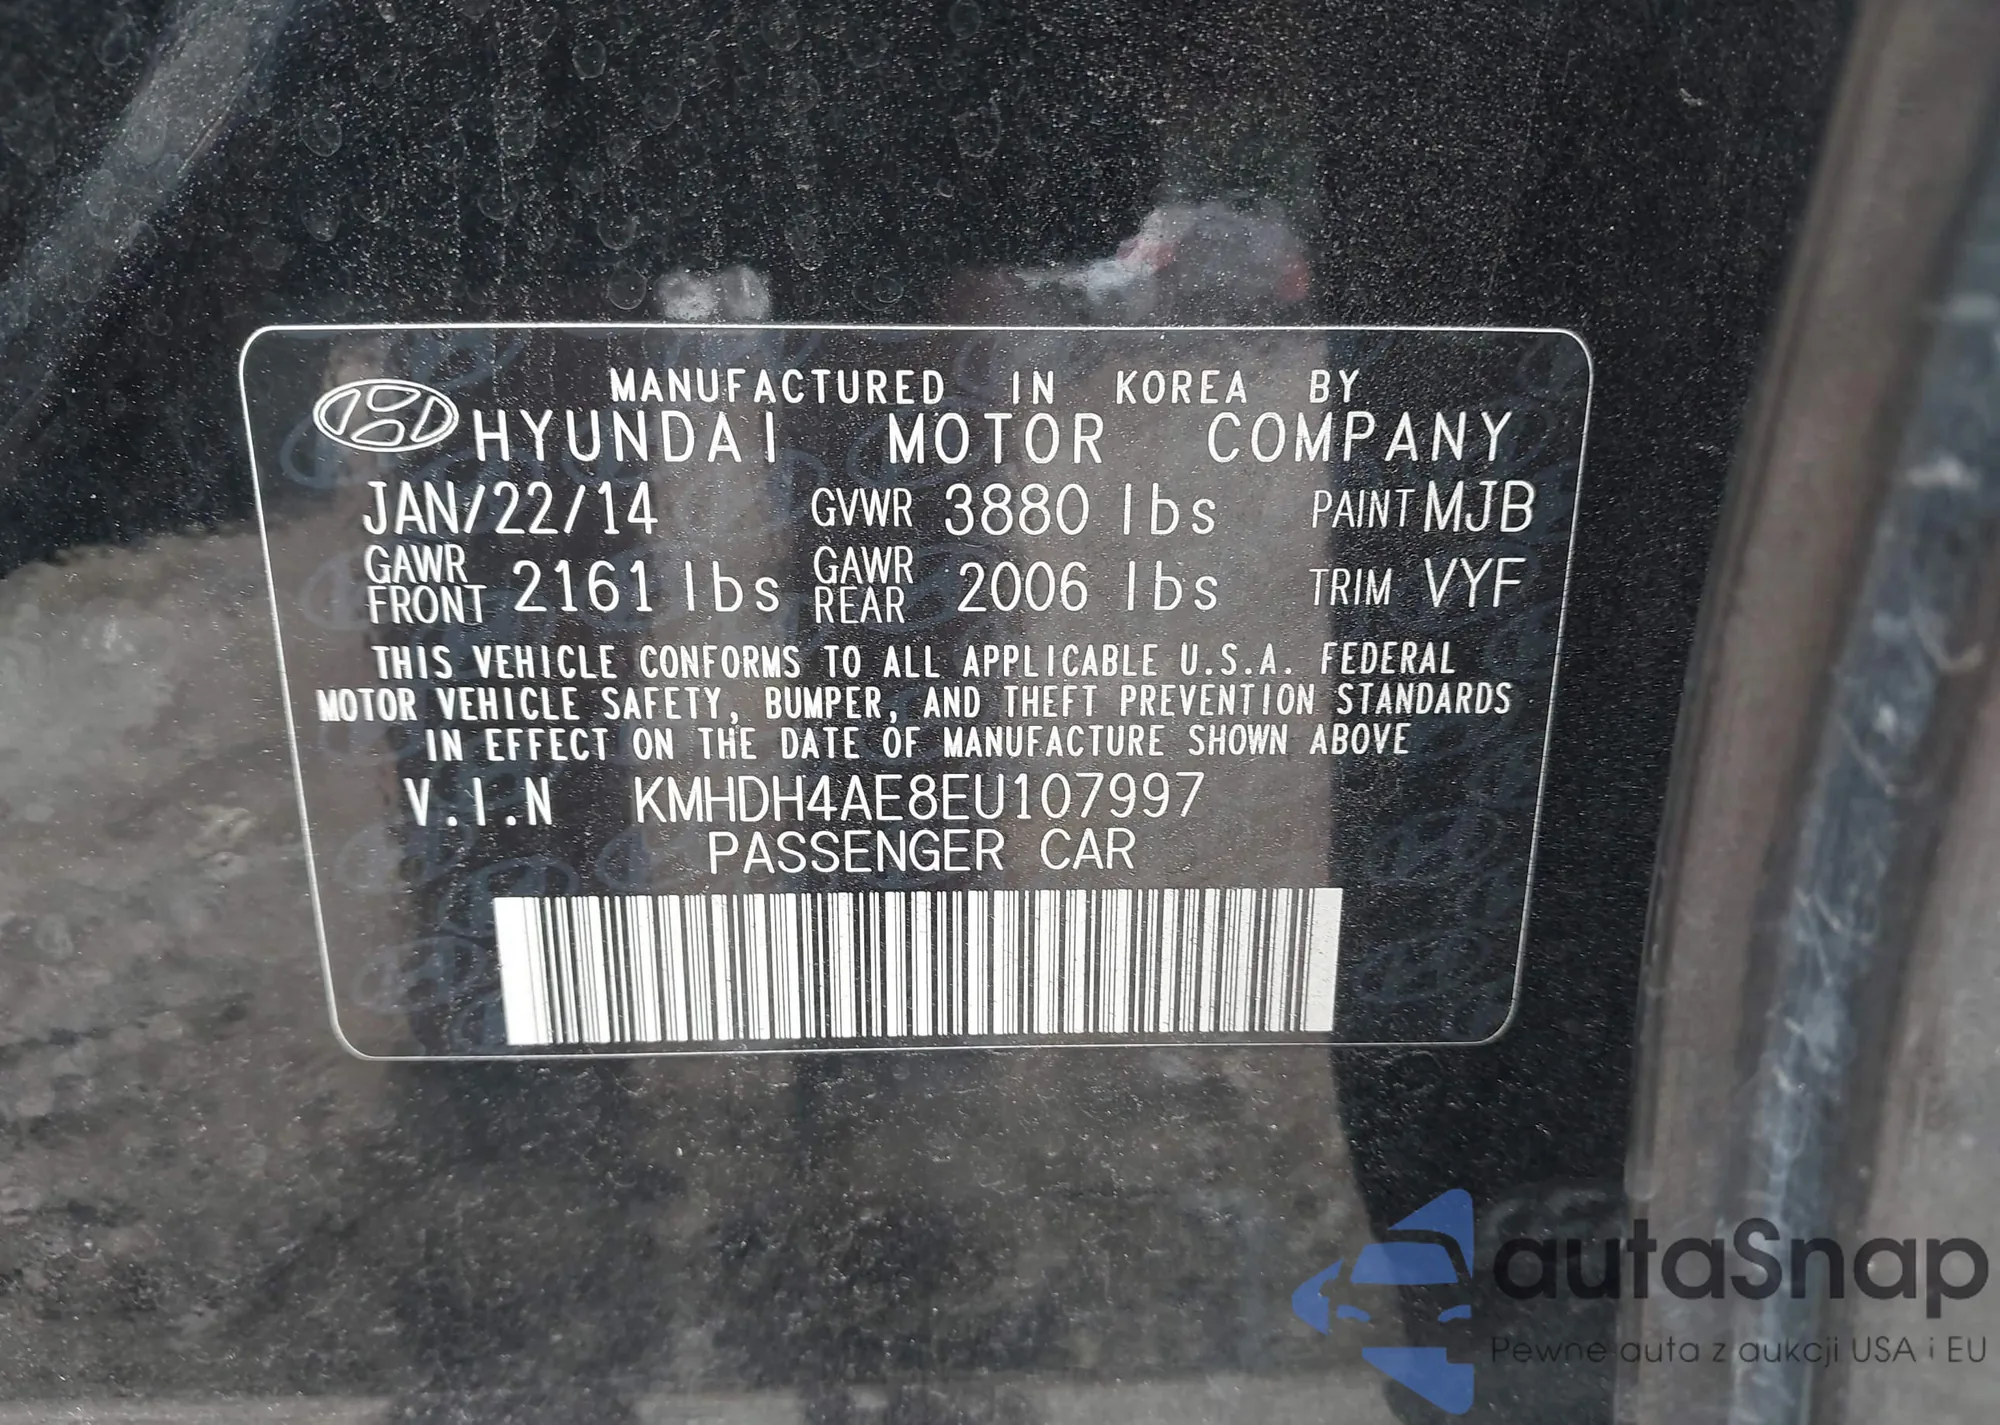 MANUFACTURED IN KOREA BY
HYUNDAI MOTOR COMPANY
JAN/22/14 GVWR 3880 lbs PAINT MJB
GAWR FRONT 2161 lbs GAWR REAR 2006 lbs TRIM VYF
THIS VEHICLE CONFORMS TO ALL APPLICABLE U.S.A. FEDERAL
MOTOR VEHICLE SAFETY, BUMPER, AND THEFT PREVENTION STANDARDS
IN EFFECT ON THE DATE OF MANUFACTURE SHOWN ABOVE
V.I.N KMHDH4AE8EU107997
PASSENGER CAR
autaSnap
Pewne auta z aukcji USA i EU